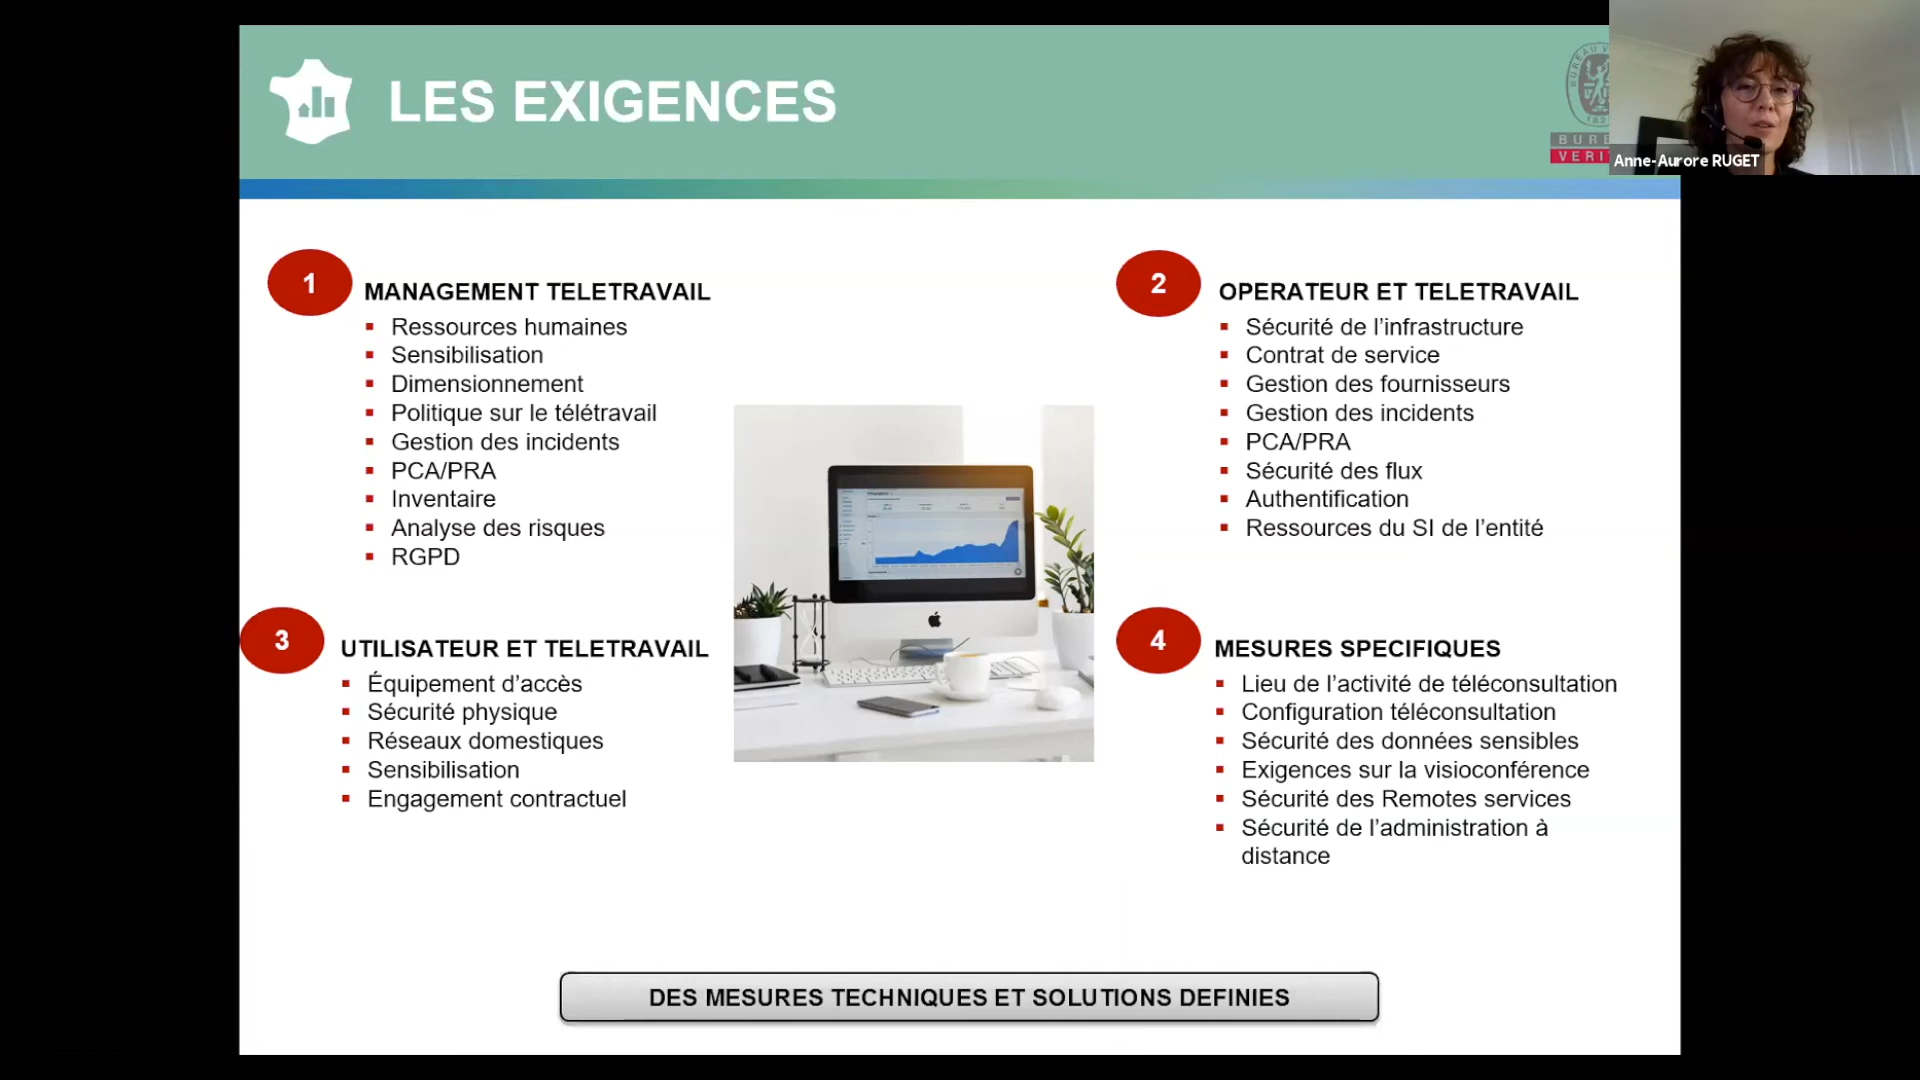 LES EXIGENCES
BUREAU V
182
BURE
VERI
Anne-Aurore RUGET
1
MANAGEMENT TELETRAVAIL
Ressources humaines
Sensibilisation
Dimensionnement
Politique sur le télétravail
Gestion des incidents
PCA/PRA
Inventaire
Analyse des risques
RGPD
2
OPERATEUR ET TELETRAVAIL
Sécurité de l’infrastructure
Contrat de service
Gestion des fournisseurs
Gestion des incidents
PCA/PRA
Sécurité des flux
Authentification
Ressources du SI de l’entité
3
UTILISATEUR ET TELETRAVAIL
Équipement d’accès
Sécurité physique
Réseaux domestiques
Sensibilisation
Engagement contractuel
4
MESURES SPECIFIQUES
Lieu de l’activité de téléconsultation
Configuration téléconsultation
Sécurité des données sensibles
Exigences sur la visioconférence
Sécurité des Remotes services
Sécurité de l’administration à
distance
DES MESURES TECHNIQUES ET SOLUTIONS DEFINIES